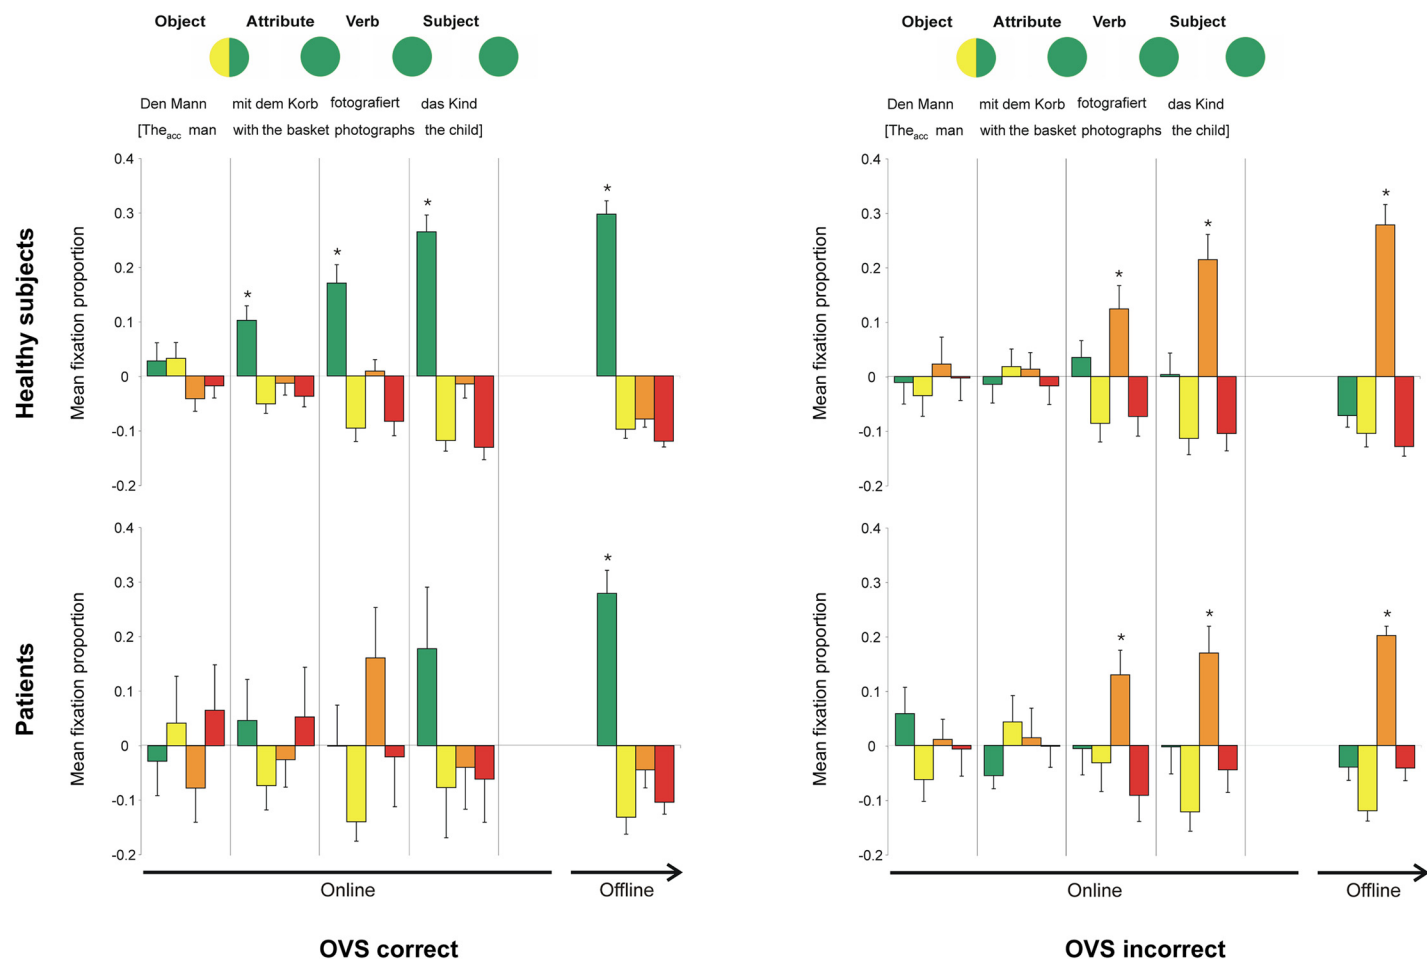 Object Attribute Verb Subject
Den Mann mit dem Korb fotografiert das Kind
[Theacc man with the basket photographs the child]
Object Attribute Verb Subject
Den Mann mit dem Korb fotografiert das Kind
[Theacc man with the basket photographs the child]
Healthy subjects
Mean fixation proportion
0.4
0.3
0.2
0.1
0
-0.1
-0.2
* * * * *
Mean fixation proportion
0.4
0.3
0.2
0.1
0
-0.1
-0.2
* * *
Patients
Mean fixation proportion
0.4
0.3
0.2
0.1
0
-0.1
-0.2
*
Mean fixation proportion
0.4
0.3
0.2
0.1
0
-0.1
-0.2
* * *
Online Offline
Online Offline
OVS correct
OVS incorrect